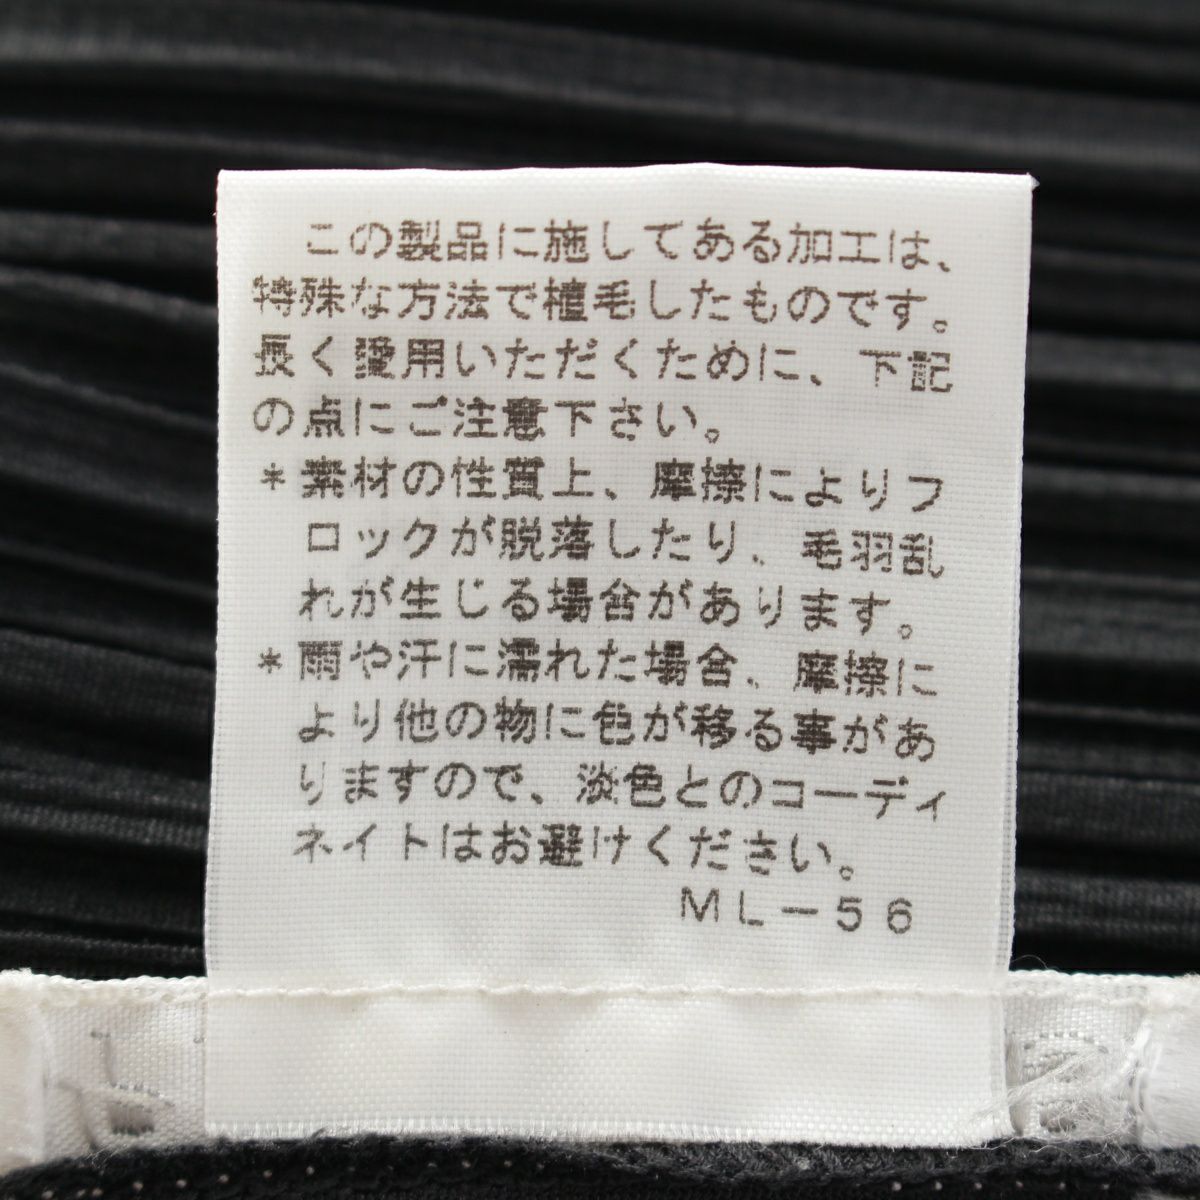 この製品に施してある加工は、
特殊な方法で植毛したものです。
長く愛用いただくために、下記
の点にご注意下さい。
*素材の性質上、摩擦によりフ
ロックが脱落したり、毛羽乱
れが生じる場合があります。
*雨や汗に濡れた場合、摩擦に
より他の物に色が移る事があ
りますので、淡色とのコーディ
ネイトはお避けください。
ML-56